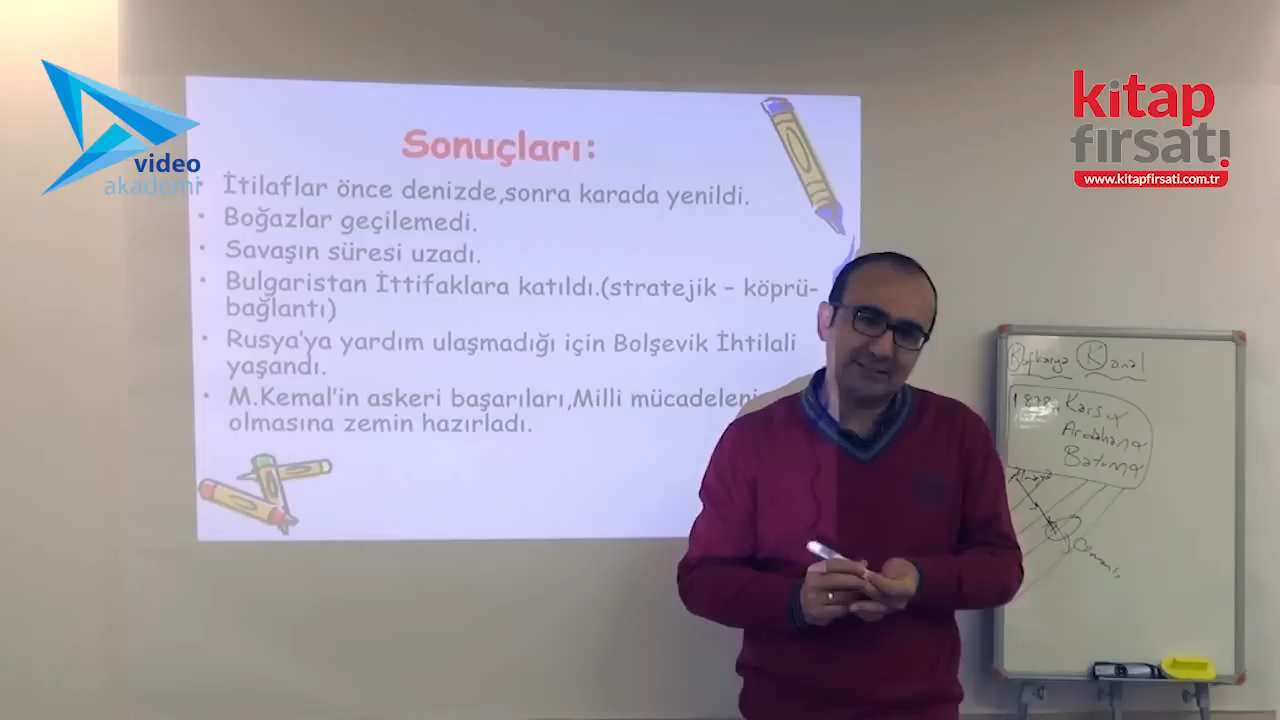 video
akademi
kitap
fırsatı
www.kitapfirsati.com.tr
Sonuçları:
• İtilaflar önce denizde,sonra karada yenildi.
• Boğazlar geçilemedi.
• Savaşın süresi uzadı.
• Bulgaristan İttifaklara katıldı.(stratejik – köprü-
bağlantı)
• Rusya’ya yardım ulaşmadığı için Bolşevik İhtilali
yaşandı.
• M.Kemal’in askeri başarıları,Milli
olmasına zemin hazırladı.
Kafkasya Kanal
1878 Kars
Ardahan
Batum